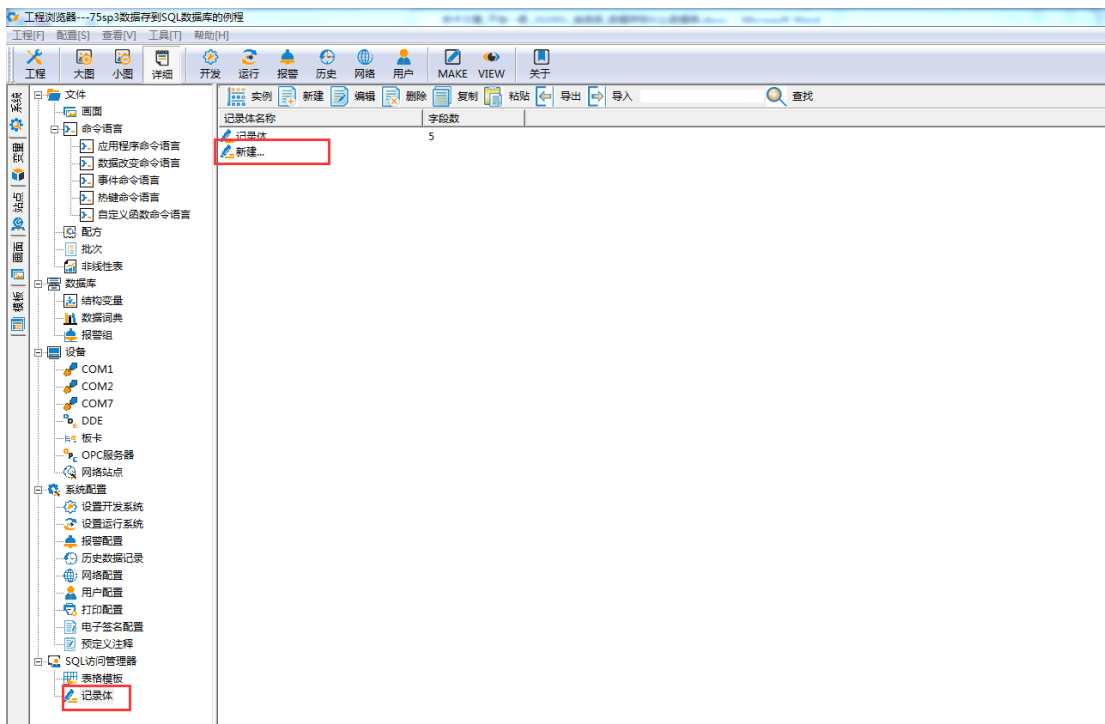 工程浏览器---75sp3数据存到SQL数据库的例程
工程[F] 配置[S] 查看[V] 工具[T] 帮助[H]
工程 大图 小图 详细 开发 运行 报警 历史 网络 用户 MAKE VIEW 关于
实例 新建 编辑 删除 复制 粘贴 导出 导入 查找
系统
变量
站点
画面
模板
文件
画面
命令语言
应用程序命令语言
数据改变命令语言
事件命令语言
热键命令语言
自定义函数命令语言
配方
批次
非线性表
数据库
结构变量
数据词典
报警组
设备
COM1
COM2
COM7
DDE
板卡
OPC服务器
网络站点
系统配置
设置开发系统
设置运行系统
报警配置
历史数据记录
网络配置
用户配置
打印配置
电子签名配置
预定义注释
SQL访问管理器
表格模板
记录体
记录体名称 字段数
记录体 5
新建...